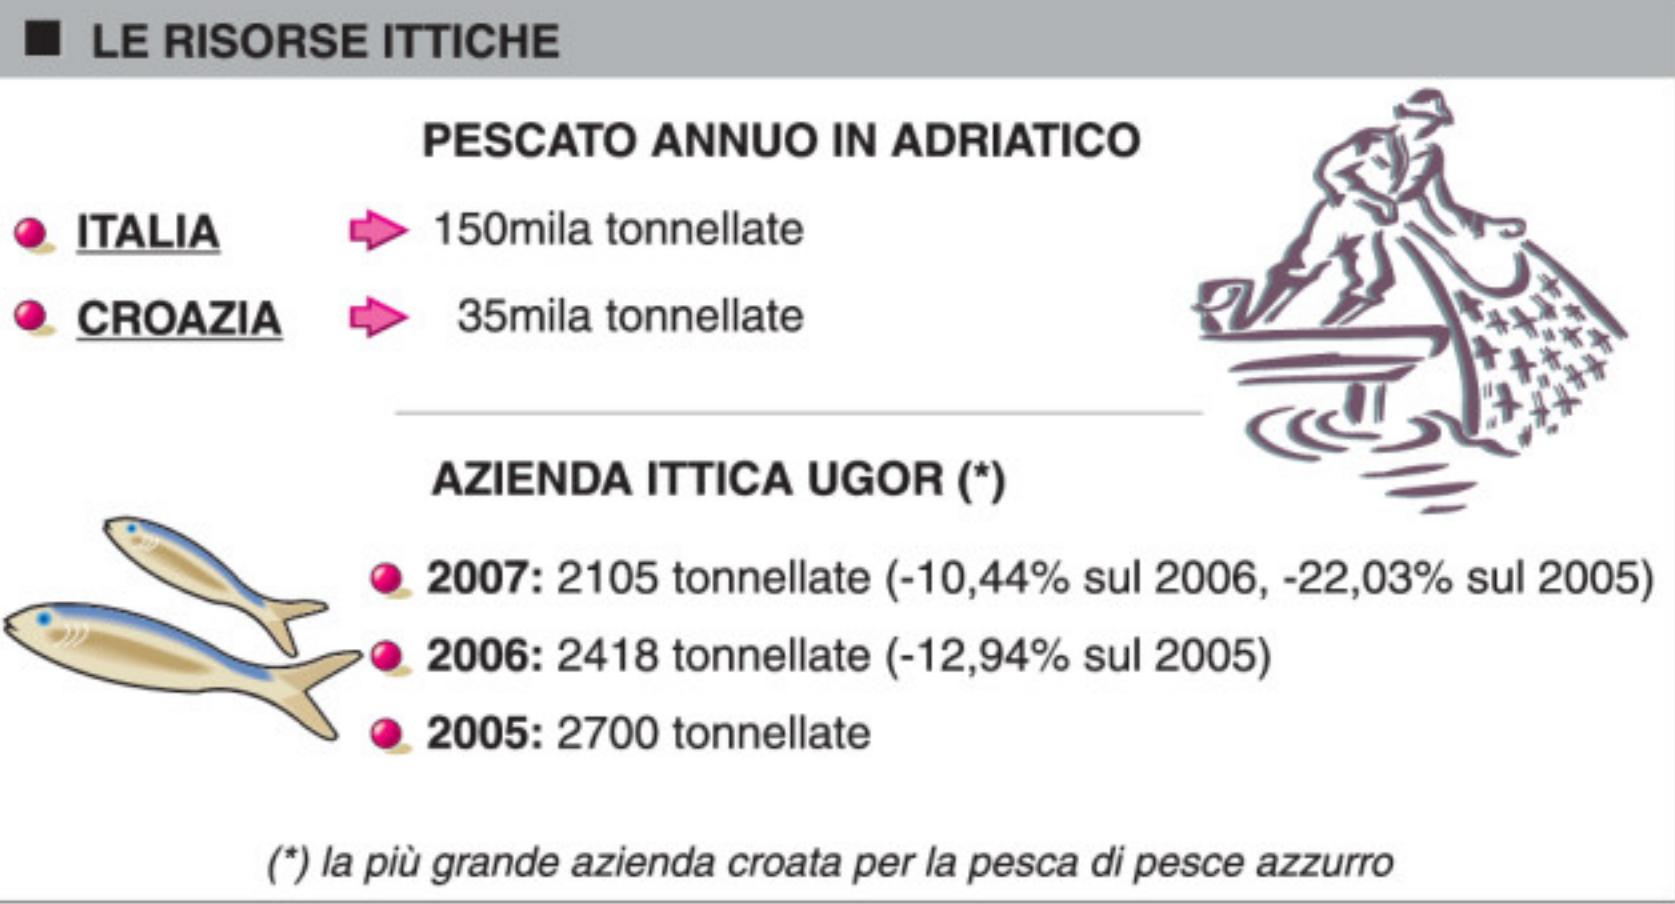 LE RISORSE ITTICHE
PESCATO ANNUO IN ADRIATICO
ITALIA 150mila tonnellate
CROAZIA 35mila tonnellate
AZIENDA ITTICA UGOR (*)
2007: 2105 tonnellate (-10,44% sul 2006, -22,03% sul 2005)
2006: 2418 tonnellate (-12,94% sul 2005)
2005: 2700 tonnellate
(*) la più grande azienda croata per la pesca di pesce azzurro